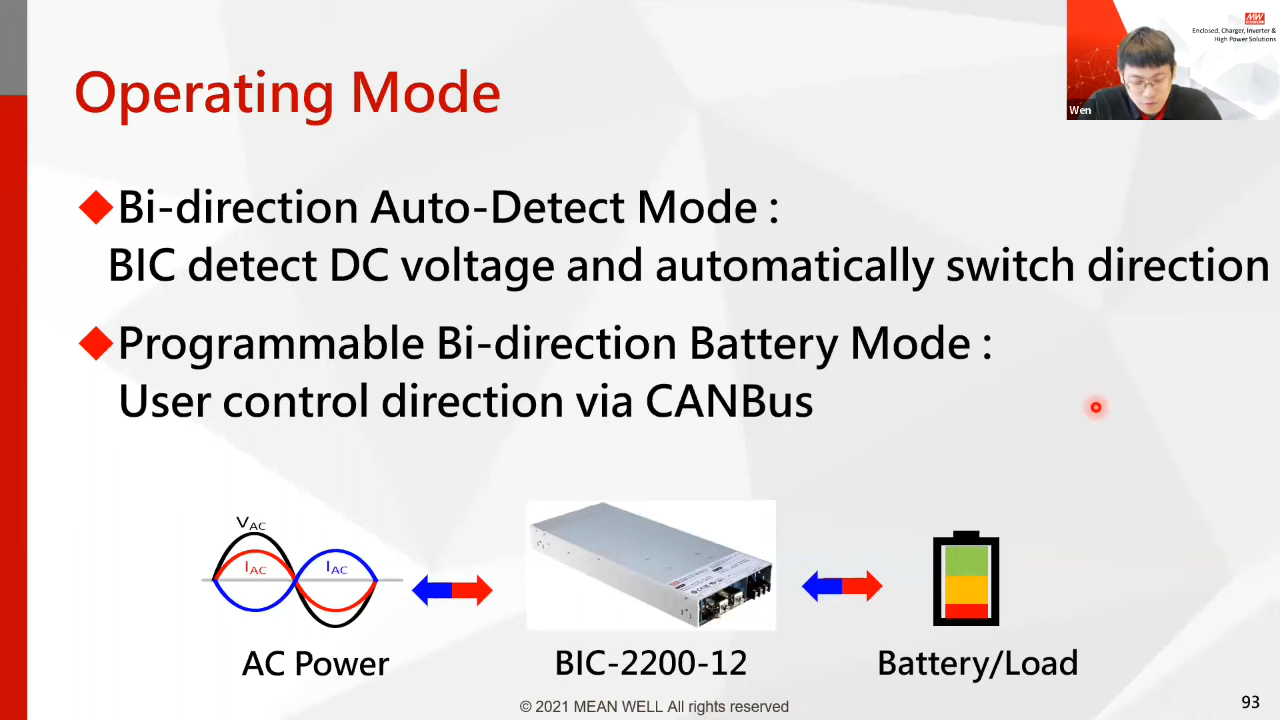 Operating Mode
MW
Enclosed, Charger, Inverter &
High Power Solutions
Wen
Bi-direction Auto-Detect Mode :
BIC detect DC voltage and automatically switch direction
Programmable Bi-direction Battery Mode :
User control direction via CANBus
VAC
IAC
IAC
AC Power
BIC-2200-12
Battery/Load
© 2021 MEAN WELL All rights reserved
93